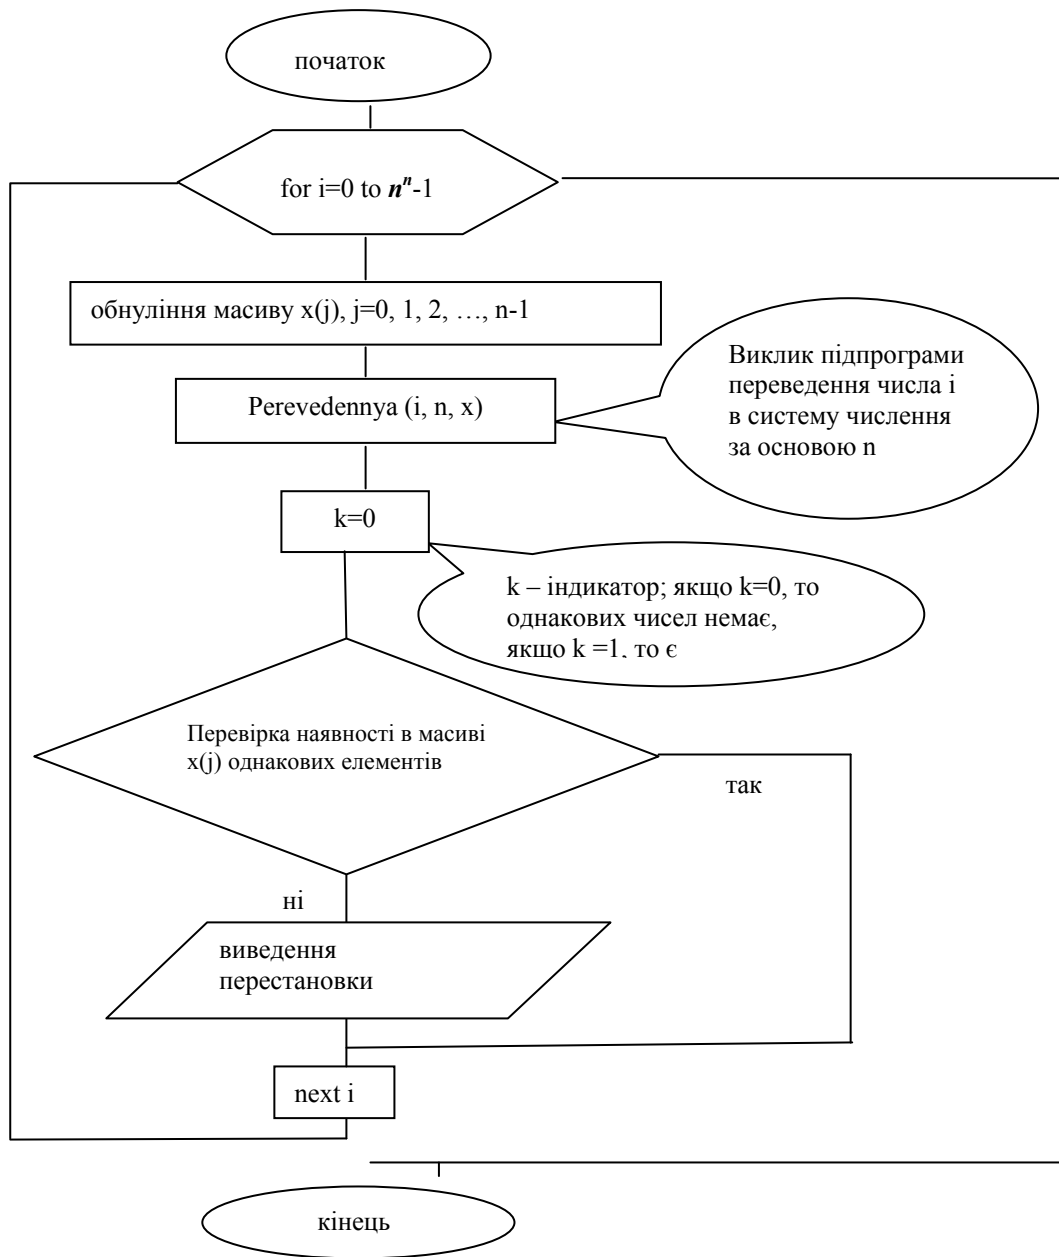 початок
for i=0 to nⁿ-1
обнуління масиву x(j), j=0, 1, 2, …, n-1
Виклик підпрограми
переведення числа i
в систему числення
за основою n
Perevedennya (i, n, x)
k=0
k – індикатор; якщо k=0, то
однакових чисел немає,
якщо k =1, то є
Перевірка наявності в масиві
x(j) однакових елементів
так
ні
виведення
перестановки
next i
кінець